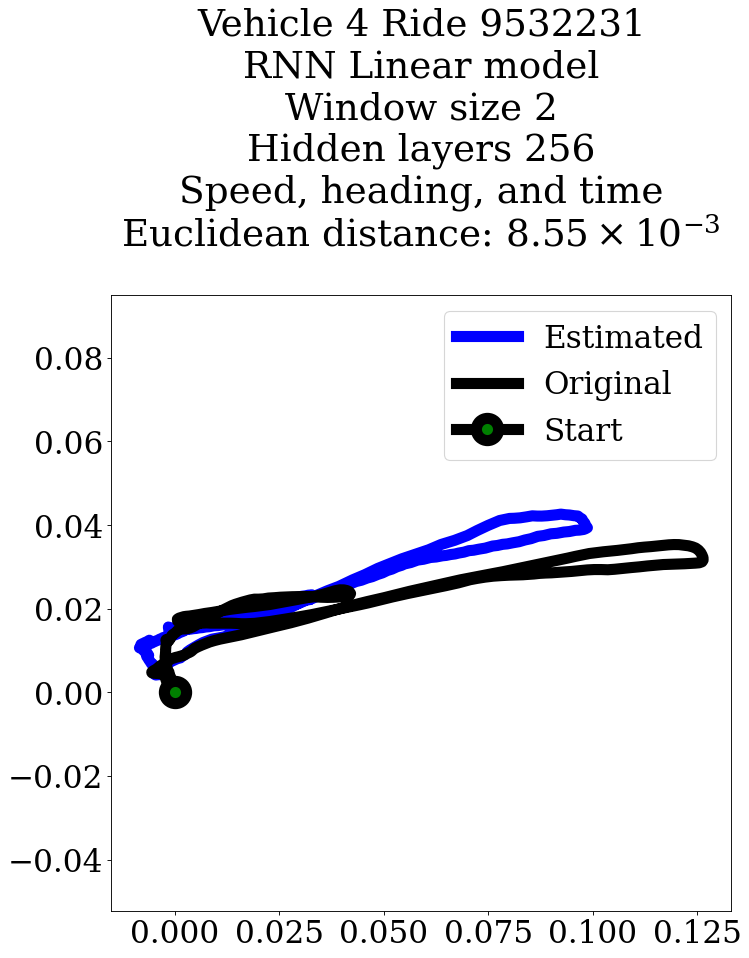 Vehicle 4 Ride 9532231
RNN Linear model
Window size 2
Hidden layers 256
Speed, heading, and time
Euclidean distance: 8.55 × 10⁻³
Estimated
Original
Start
0.08
0.06
0.04
0.02
0.00
−0.02
−0.04
0.000 0.025 0.050 0.075 0.100 0.125